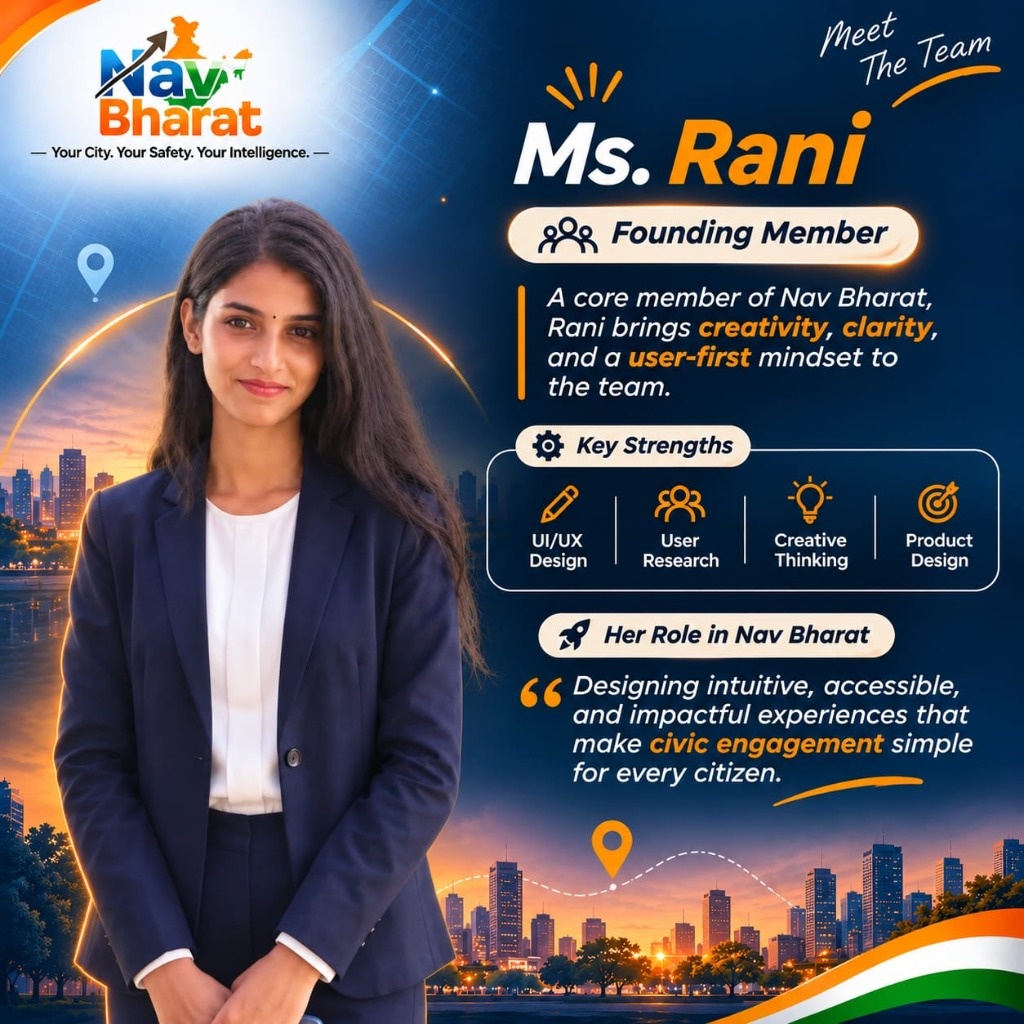 Nav
Bharat
— Your City. Your Safety. Your Intelligence. —
Meet
The Team
Ms. Rani
Founding Member
A core member of Nav Bharat,
Rani brings creativity, clarity,
and a user-first mindset to
the team.
Key Strengths
UI/UX
Design
User
Research
Creative
Thinking
Product
Design
Her Role in Nav Bharat
“Designing intuitive, accessible,
and impactful experiences that
make civic engagement simple
for every citizen.